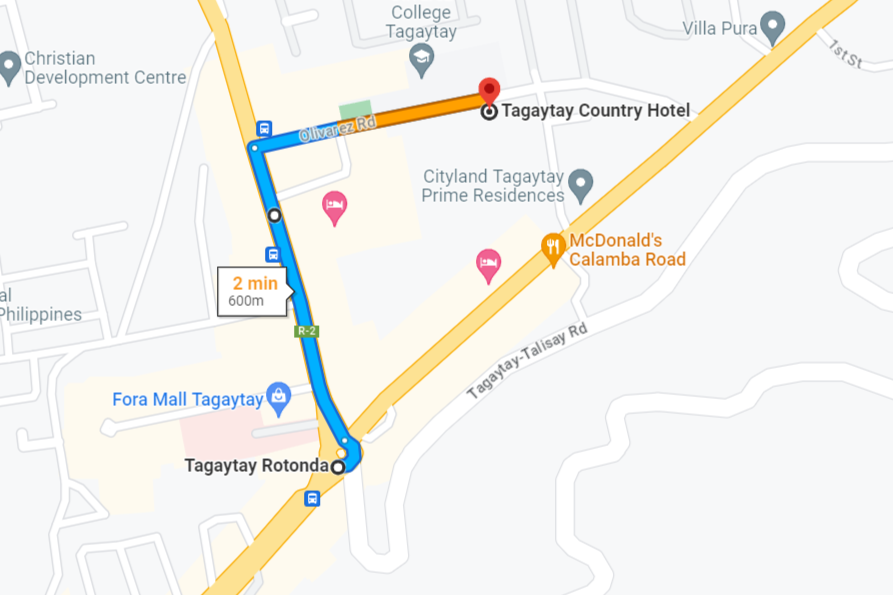 College
Tagaytay
Villa Pura
1st St
Christian
Development Centre
Tagaytay Country Hotel
Olivarez Rd
Cityland Tagaytay
Prime Residences
McDonald's
Calamba Road
2 min
600m
al
Philippines
R-2
Tagaytay-Talisay Rd
Fora Mall Tagaytay
Tagaytay Rotonda